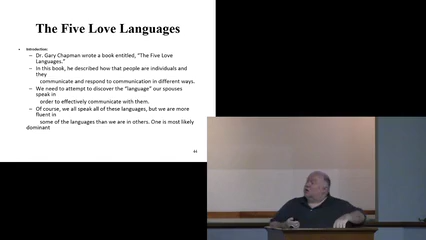 The Five Love Languages
• Introduction:
– Dr. Gary Chapman wrote a book entitled, "The Five Love
Languages."
– In this book, he described how that people are individuals and
they
communicate and respond to communication in different ways.
– We need to attempt to discover the "language" our spouses
speak in
order to effectively communicate with them.
– Of course, we all speak all of these languages, but we are more
fluent in
some of the languages than we are in others. One is most likely
dominant
44